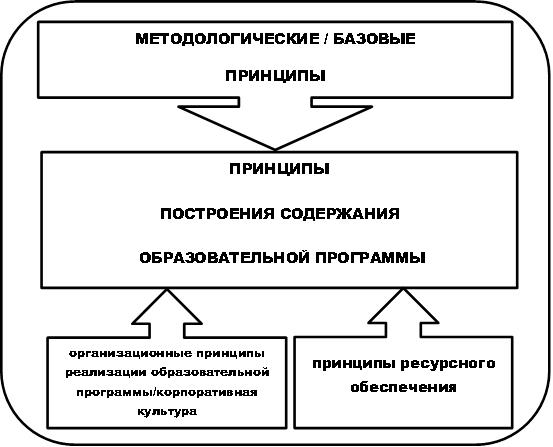 МЕТОДОЛОГИЧЕСКИЕ / БАЗОВЫЕ
ПРИНЦИПЫ
ПРИНЦИПЫ
ПОСТРОЕНИЯ СОДЕРЖАНИЯ
ОБРАЗОВАТЕЛЬНОЙ ПРОГРАММЫ
организационные принципы
реализации образовательной
программы/корпоративная
культура
принципы ресурсного
обеспечения